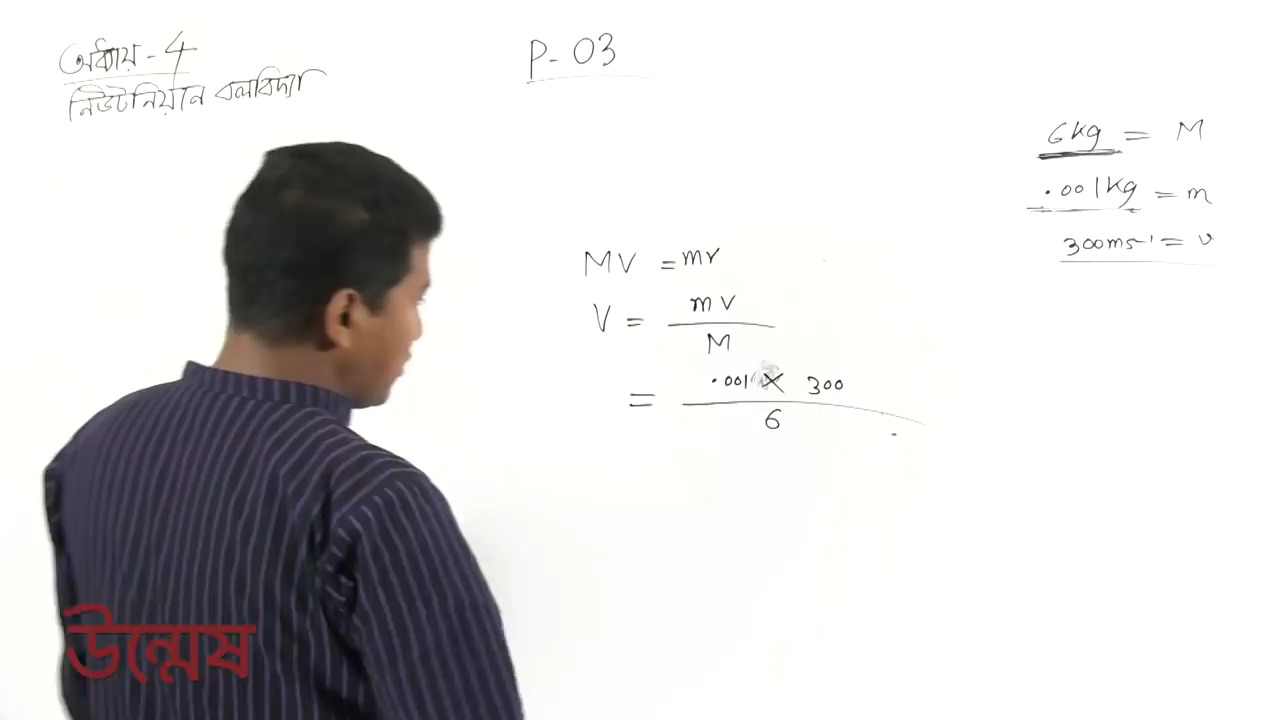 অধ্যায় - 4
নিউটনিয়ান বলবিদ্যা
P- 03
6kg = M
.001kg = m
300ms-1 = v
MV = mv
V = mv / M
= .001 × 300 / 6
উন্মেষ